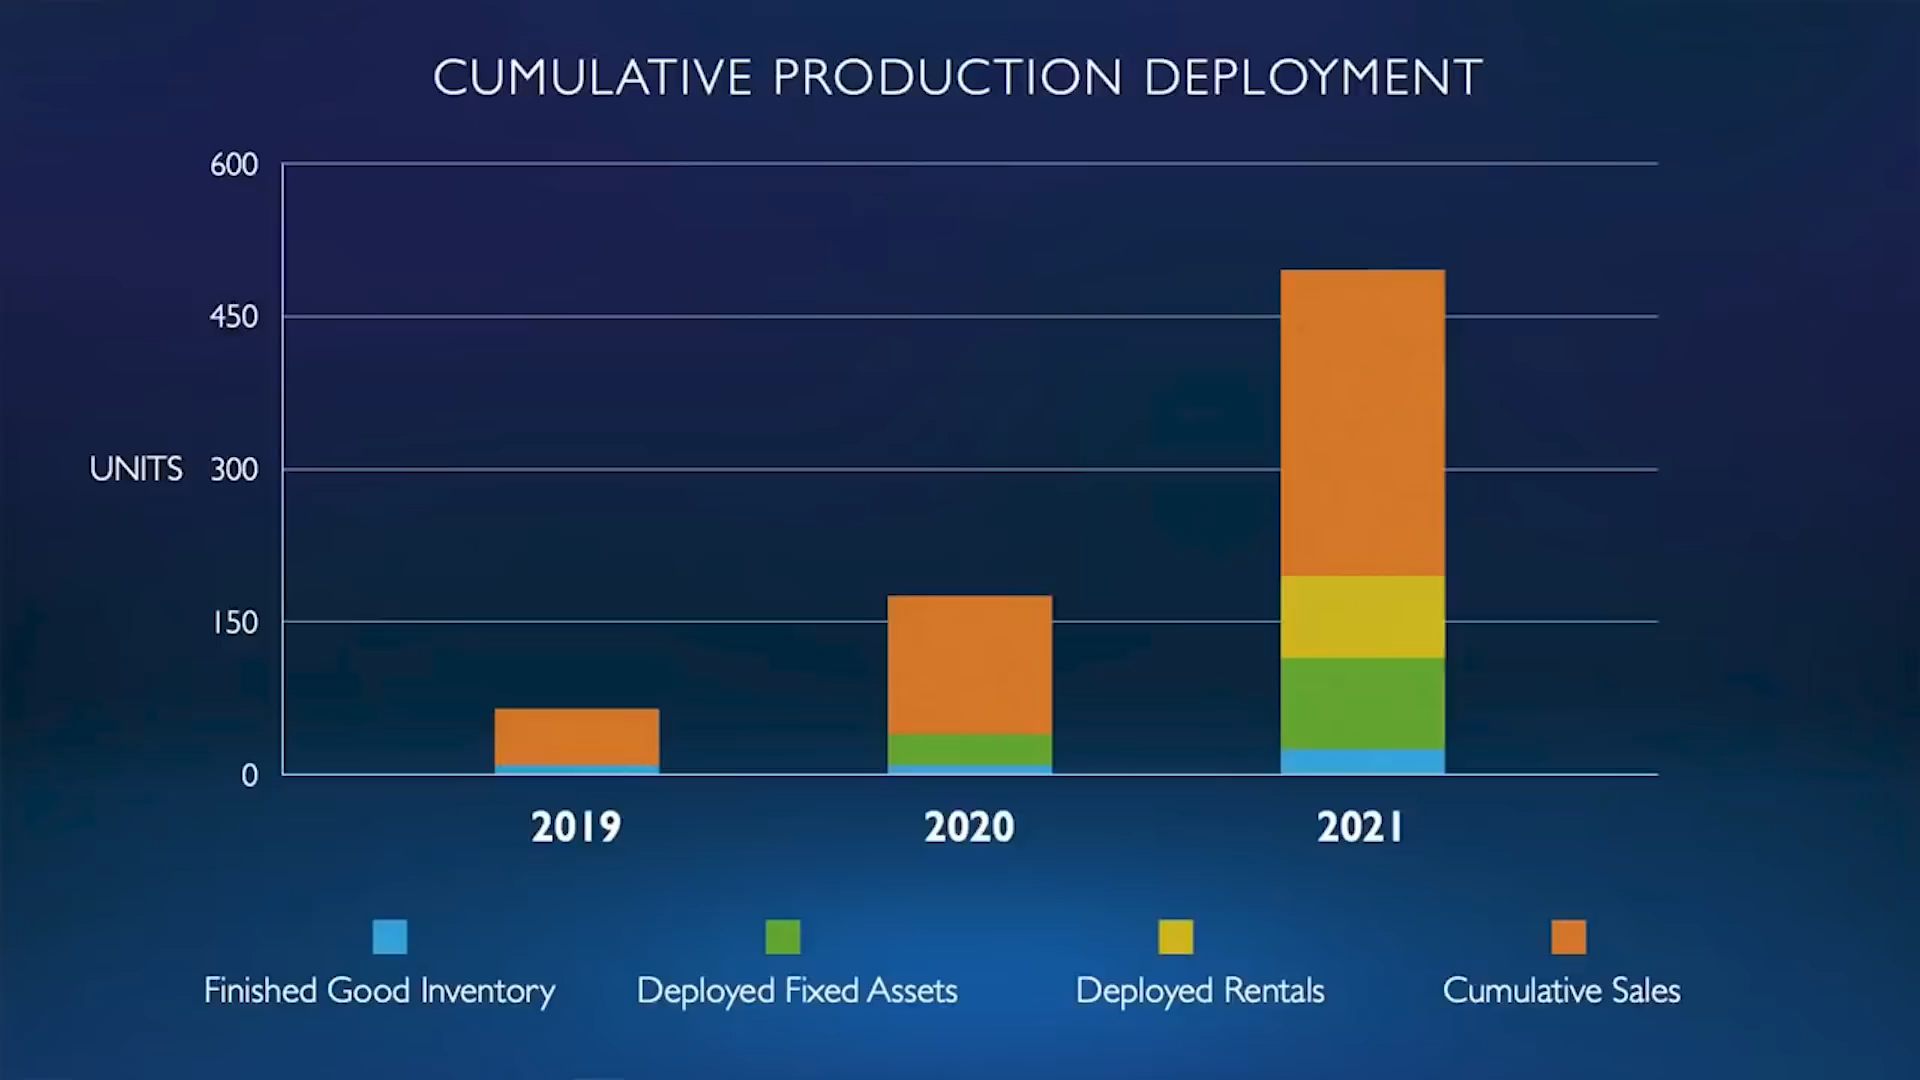 CUMULATIVE PRODUCTION DEPLOYMENT
600
450
UNITS 300
150
0
2019 2020 2021
Finished Good Inventory Deployed Fixed Assets Deployed Rentals Cumulative Sales